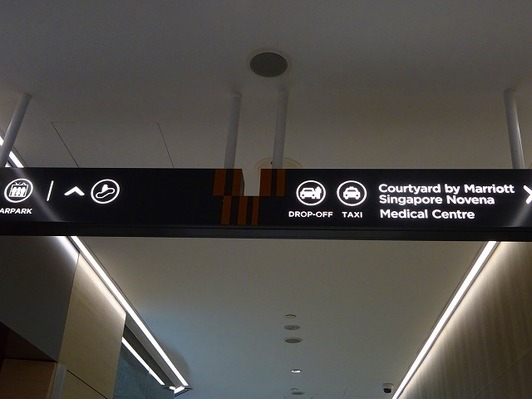 ARPARK
DROP-OFF TAXI
Courtyard by Marriott
Singapore Novena
Medical Centre